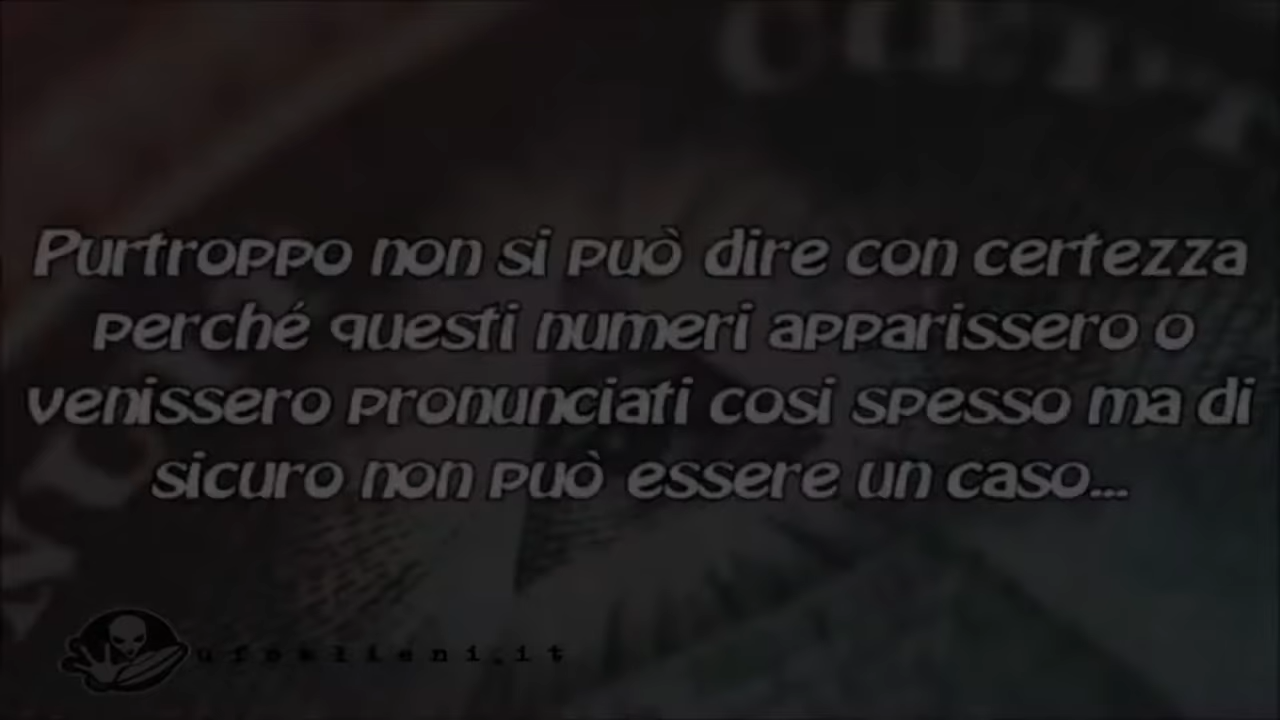 Purtroppo non si può dire con certezza
perché questi numeri apparissero o
venissero pronunciati cosi spesso ma di
sicuro non può essere un caso...
ufoalieni.it